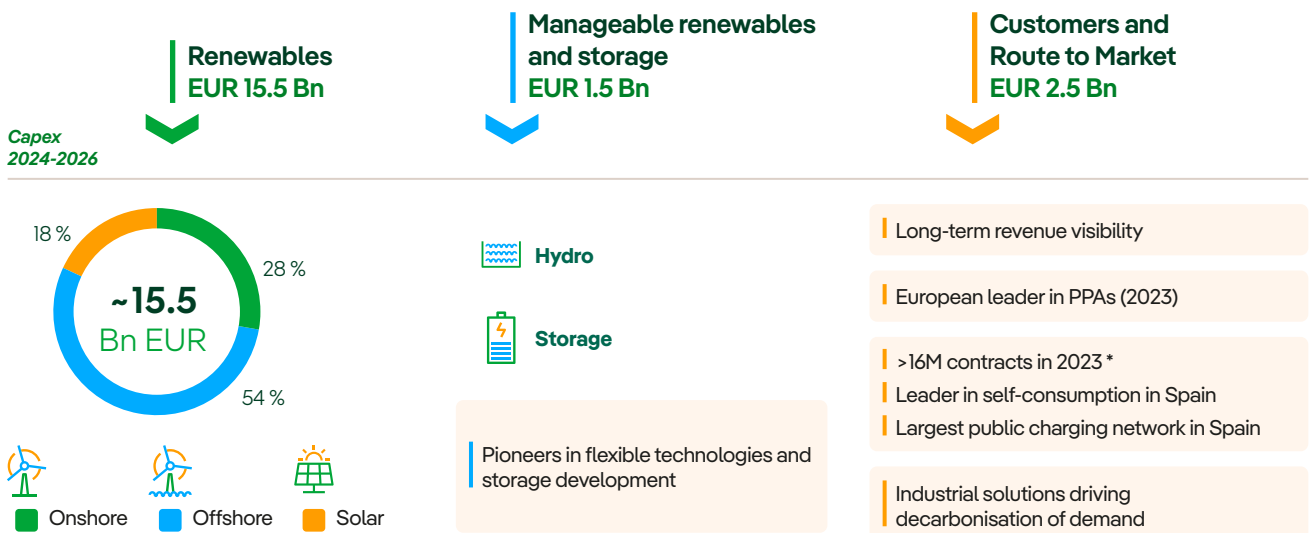 Renewables
EUR 15.5 Bn
Manageable renewables
and storage
EUR 1.5 Bn
Customers and
Route to Market
EUR 2.5 Bn
Capex
2024-2026
18 %
28 %
~15.5
Bn EUR
54 %
Onshore
Offshore
Solar
Hydro
Storage
Pioneers in flexible technologies and
storage development
Long-term revenue visibility
European leader in PPAs (2023)
>16M contracts in 2023 *
Leader in self-consumption in Spain
Largest public charging network in Spain
Industrial solutions driving
decarbonisation of demand